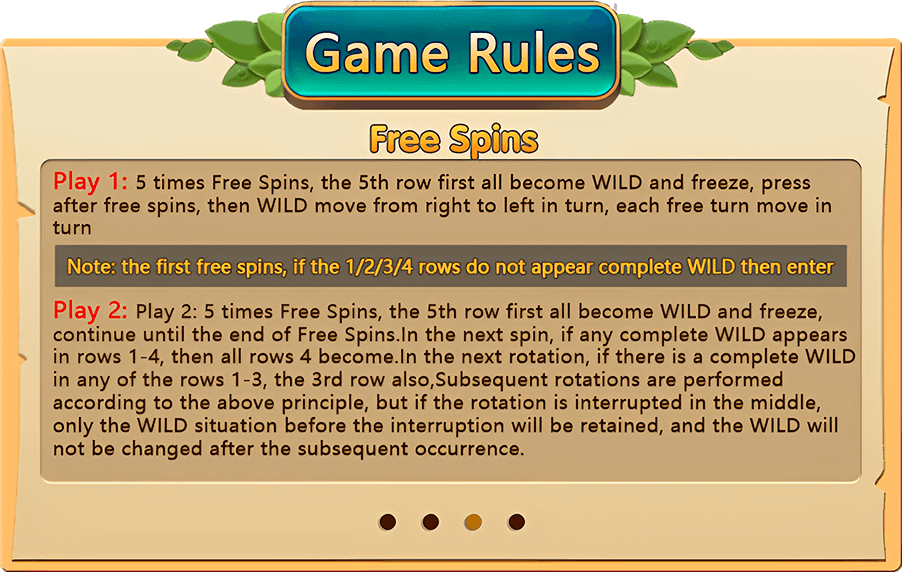 Game Rules
Free Spins
Play 1: 5 times Free Spins, the 5th row first all become WILD and freeze, press
after free spins, then WILD move from right to left in turn, each free turn move in
turn
Note: the first free spins, if the 1/2/3/4 rows do not appear complete WILD then enter
Play 2: Play 2: 5 times Free Spins, the 5th row first all become WILD and freeze,
continue until the end of Free Spins.In the next spin, if any complete WILD appears
in rows 1-4, then all rows 4 become.In the next rotation, if there is a complete WILD
in any of the rows 1-3, the 3rd row also,Subsequent rotations are performed
according to the above principle, but if the rotation is interrupted in the middle,
only the WILD situation before the interruption will be retained, and the WILD will
not be changed after the subsequent occurrence.